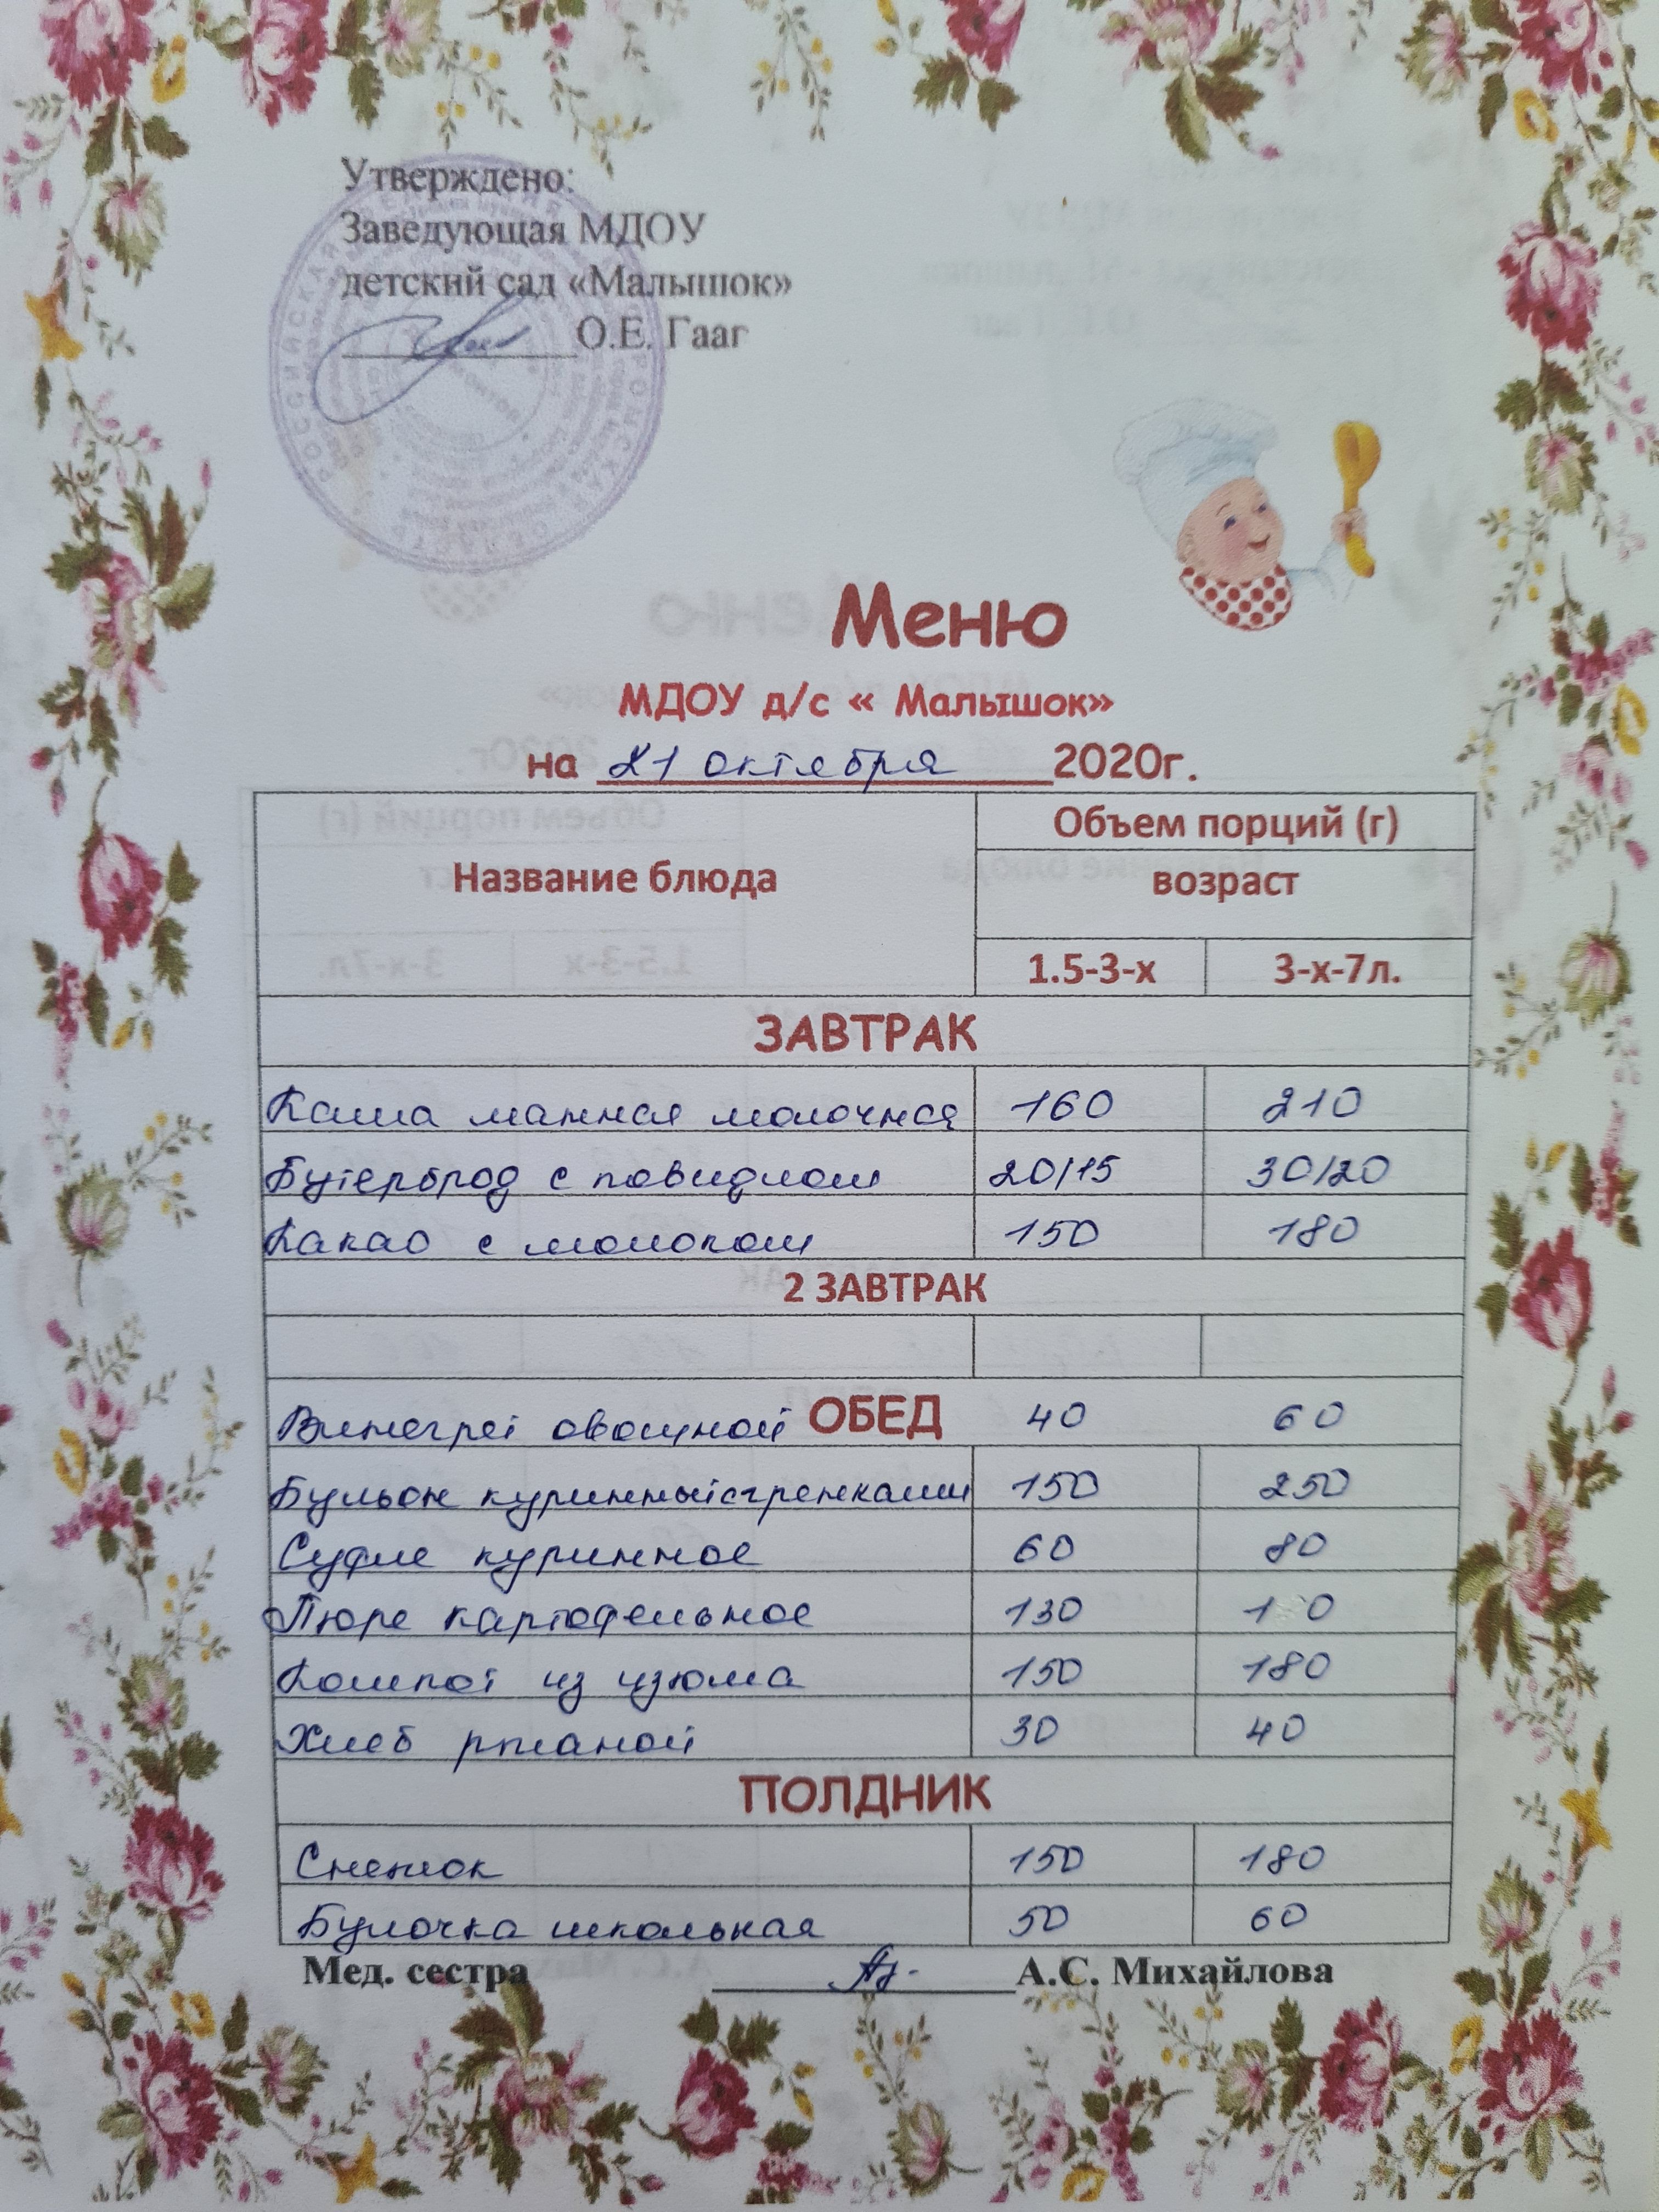 Утверждено:
Заведующая МДОУ
детский сад «Малышок»
О.Е. Гааг
Меню
МДОУ д/с « Малышок»
на 21 октября 2020г.
Название блюда
Объем порций (г)
возраст
1.5-3-х 3-х-7л.
ЗАВТРАК
Каша манная молочная 160 210
Бутерброд с повидлом 20/15 30/20
Какао с молоком 150 180
2 ЗАВТРАК
Винегрет овощной ОБЕД 40 60
Бульон куринный с гренками 150 250
Суфле куринное 60 80
Пюре картофельное 130
Компот из изюма 150 180
Хлеб ржаной 30 40
ПОЛДНИК
Снежок 150 180
Булочка школьная 50 60
Мед. сестра А.С. Михайлова